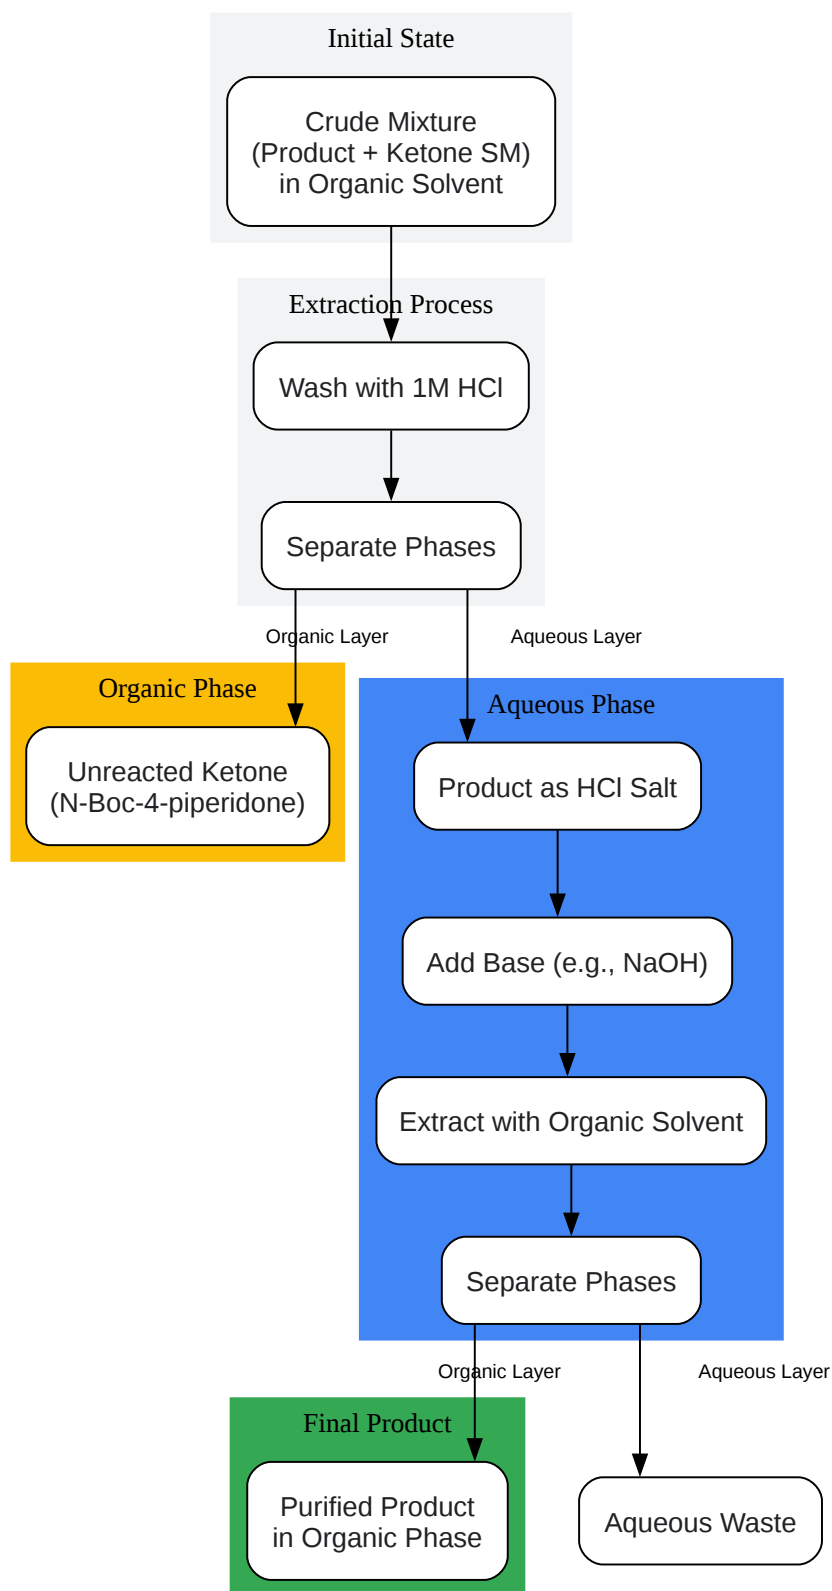 Initial State
Crude Mixture
(Product + Ketone SM)
in Organic Solvent
Extraction Process
Wash with 1M HCl
Separate Phases
Organic Layer
Aqueous Layer
Organic Phase
Unreacted Ketone
(N-Boc-4-piperidone)
Aqueous Phase
Product as HCl Salt
Add Base (e.g., NaOH)
Extract with Organic Solvent
Separate Phases
Organic Layer
Aqueous Layer
Final Product
Purified Product
in Organic Phase
Aqueous Waste